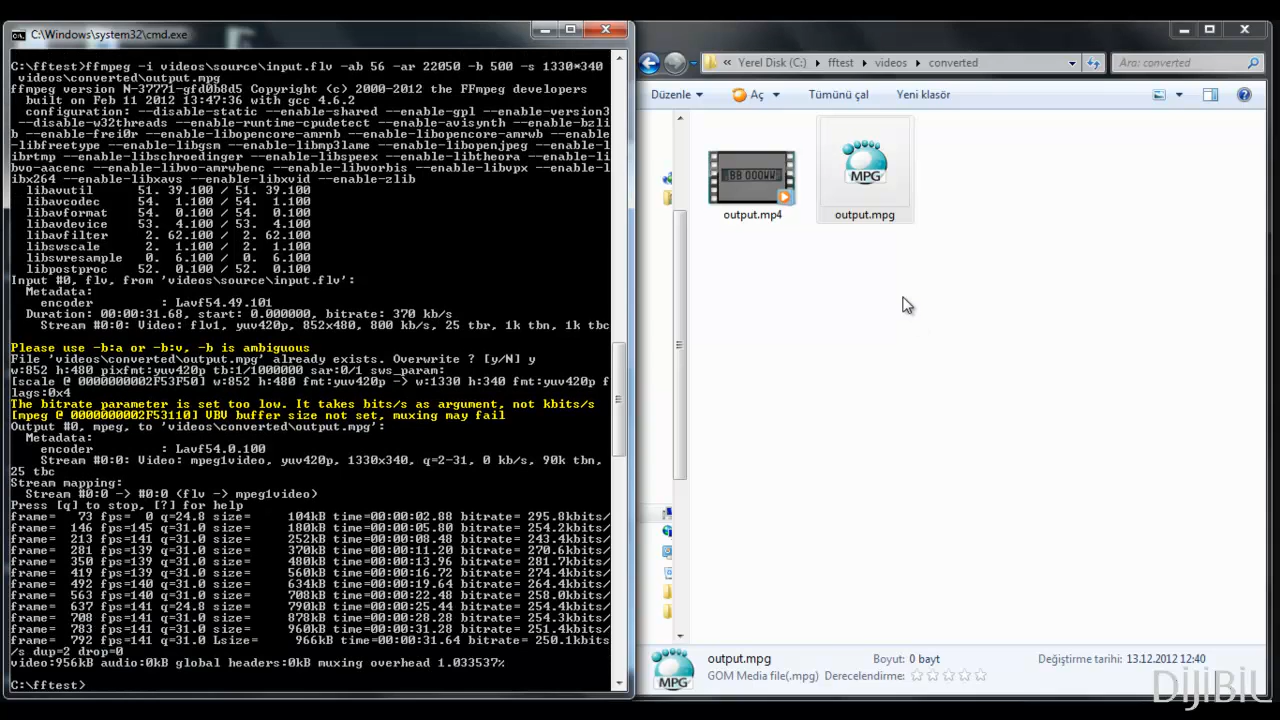 C:\Windows\system32\cmd.exe
C:\fftest>ffmpeg -i videos\source\input.flv -ab 56 -ar 22050 -b 500 -s 1330*340
 videos\converted\output.mpg
ffmpeg version N-37771-gfd0b8d5 Copyright (c) 2000-2012 the FFmpeg developers
  built on Feb 11 2012 13:47:36 with gcc 4.6.2
  configuration: --disable-static --enable-shared --enable-gpl --enable-version3
 --disable-w32threads --enable-runtime-cpudetect --enable-avisynth --enable-bzli
b --enable-frei0r --enable-libopencore-amrnb --enable-libopencore-amrwb --enable
-libfreetype --enable-libgsm --enable-libmp3lame --enable-libopenjpeg --enable-l
ibrtmp --enable-libschroedinger --enable-libspeex --enable-libtheora --enable-li
bvo-aacenc --enable-libvo-amrwbenc --enable-libvorbis --enable-libvpx --enable-l
ibx264 --enable-libxavs --enable-libxvid --enable-zlib
  libavutil      51. 39.100 / 51. 39.100
  libavcodec     54.  1.100 / 54.  1.100
  libavformat    54.  0.100 / 54.  0.100
  libavdevice    53.  4.100 / 53.  4.100
  libavfilter     2. 62.100 /  2. 62.100
  libswscale      2.  1.100 /  2.  1.100
  libswresample   0.  6.100 /  0.  6.100
  libpostproc    52.  0.100 / 52.  0.100
Input #0, flv, from 'videos\source\input.flv':
  Metadata:
    encoder         : Lavf54.49.101
  Duration: 00:00:31.68, start: 0.000000, bitrate: 370 kb/s
    Stream #0:0: Video: flv1, yuv420p, 852x480, 800 kb/s, 25 tbr, 1k tbn, 1k tbc
Please use -b:a or -b:v, -b is ambiguous
File 'videos\converted\output.mpg' already exists. Overwrite ? [y/N] y
w:852 h:480 pixfmt:yuv420p tb:1/1000000 sar:0/1 sws_param:
[scale @ 0000000002F53F50] w:852 h:480 fmt:yuv420p -> w:1330 h:340 fmt:yuv420p f
lags:0x4
The bitrate parameter is set too low. It takes bits/s as argument, not kbits/s
[mpeg @ 0000000002F53110] VBV buffer size not set, muxing may fail
Output #0, mpeg, to 'videos\converted\output.mpg':
  Metadata:
    encoder         : Lavf54.0.100
    Stream #0:0: Video: mpeg1video, yuv420p, 1330x340, q=2-31, 0 kb/s, 90k tbn,
25 tbc
Stream mapping:
  Stream #0:0 -> #0:0 (flv -> mpeg1video)
Press [q] to stop, [?] for help
frame=   73 fps=  0 q=24.8 size=     104kB time=00:00:02.88 bitrate= 295.8kbits/
frame=  146 fps=145 q=31.0 size=     180kB time=00:00:05.80 bitrate= 254.2kbits/
frame=  213 fps=141 q=31.0 size=     252kB time=00:00:08.48 bitrate= 243.4kbits/
frame=  281 fps=139 q=31.0 size=     370kB time=00:00:11.20 bitrate= 270.6kbits/
frame=  350 fps=139 q=31.0 size=     480kB time=00:00:13.96 bitrate= 281.7kbits/
frame=  419 fps=139 q=31.0 size=     560kB time=00:00:16.72 bitrate= 274.4kbits/
frame=  492 fps=140 q=31.0 size=     634kB time=00:00:19.64 bitrate= 264.4kbits/
frame=  563 fps=140 q=31.0 size=     708kB time=00:00:22.48 bitrate= 258.0kbits/
frame=  637 fps=141 q=24.8 size=     790kB time=00:00:25.44 bitrate= 254.4kbits/
frame=  708 fps=141 q=31.0 size=     878kB time=00:00:28.28 bitrate= 254.3kbits/
frame=  783 fps=141 q=31.0 size=     960kB time=00:00:31.28 bitrate= 251.4kbits/
frame=  792 fps=141 q=31.0 Lsize=     966kB time=00:00:31.64 bitrate= 250.1kbits
/s dup=2 drop=0
video:956kB audio:0kB global headers:0kB muxing overhead 1.033537%
C:\fftest>
Yerel Disk (C:) fftest videos converted
Ara: converted
Düzenle Aç Tümünü çal Yeni klasör
MPG
output.mp4 output.mpg
output.mpg Boyut: 0 bayt Değiştirme tarihi: 13.12.2012 12:40
GOM Media file(.mpg) Derecelendirme:
MPG
DijiBiL